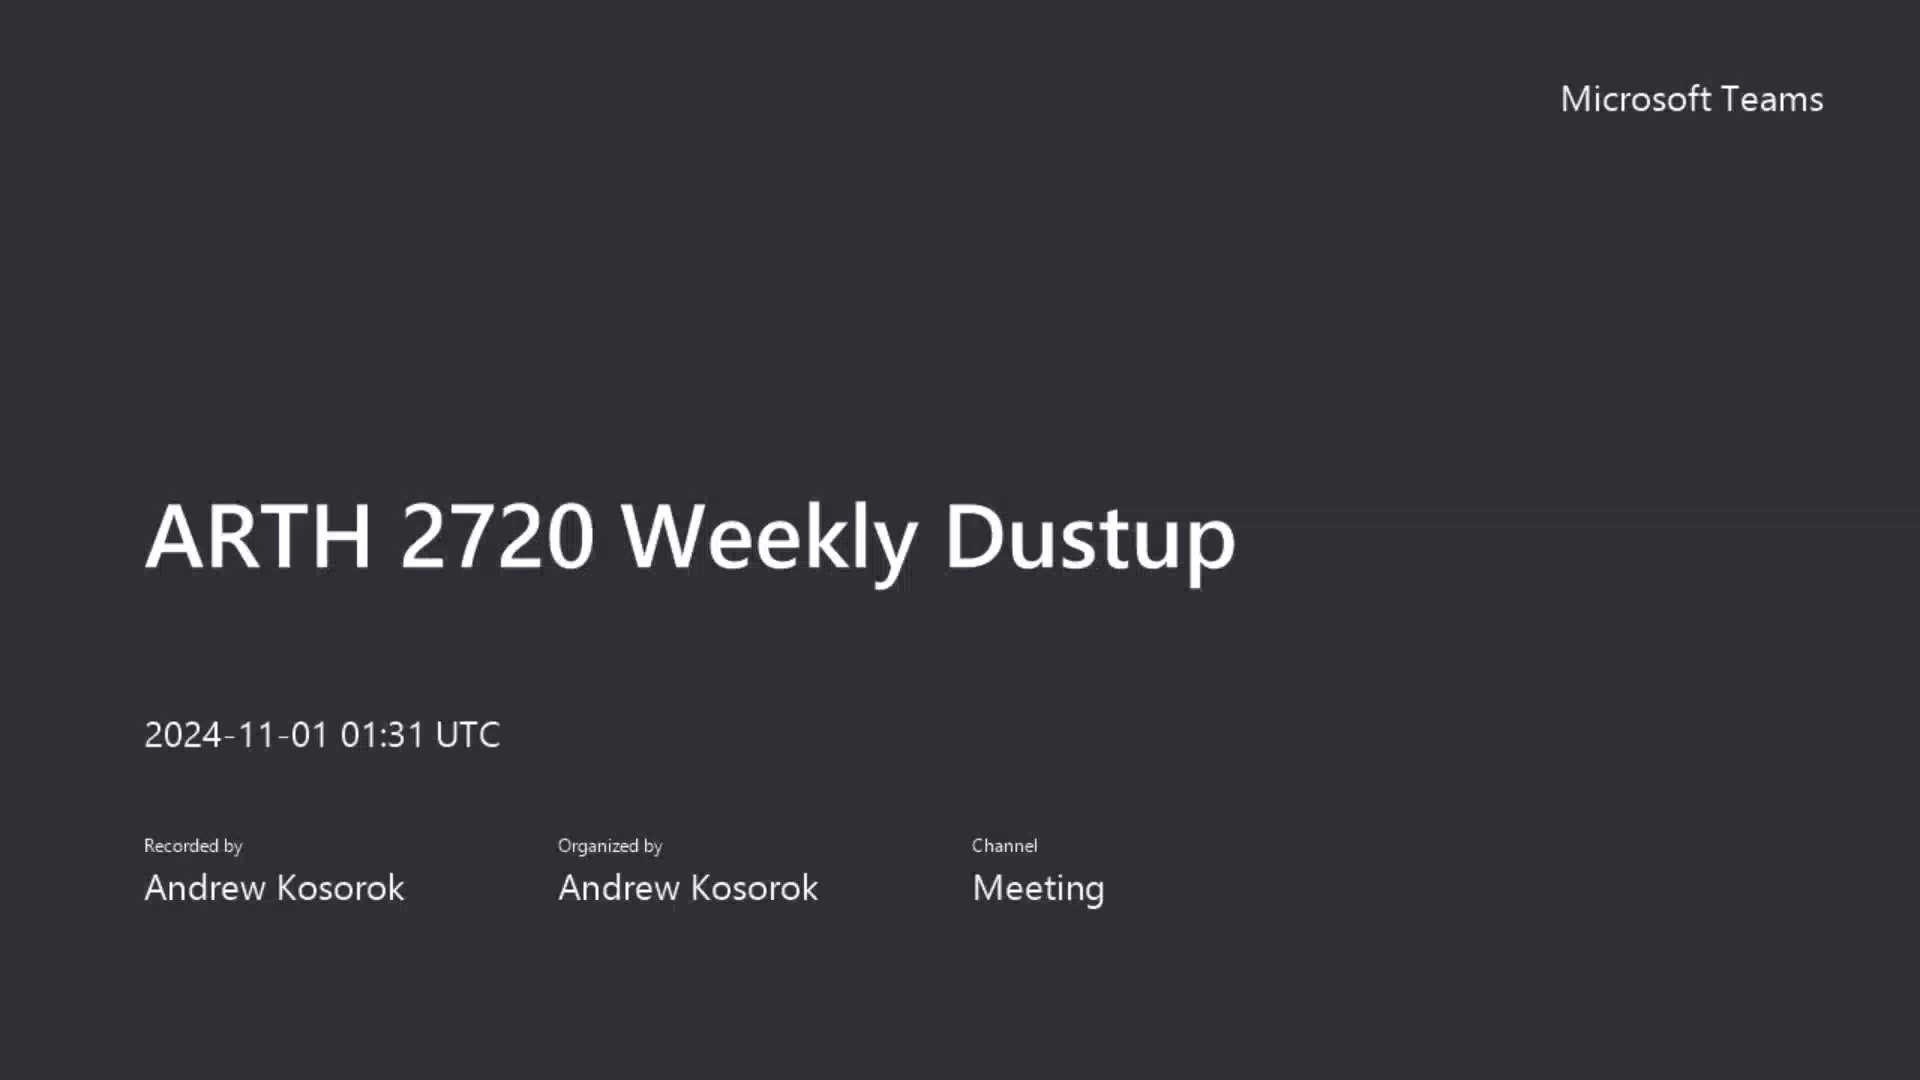 Microsoft Teams
ARTH 2720 Weekly Dustup
2024-11-01 01:31 UTC
Recorded by
Andrew Kosorok
Organized by
Andrew Kosorok
Channel
Meeting